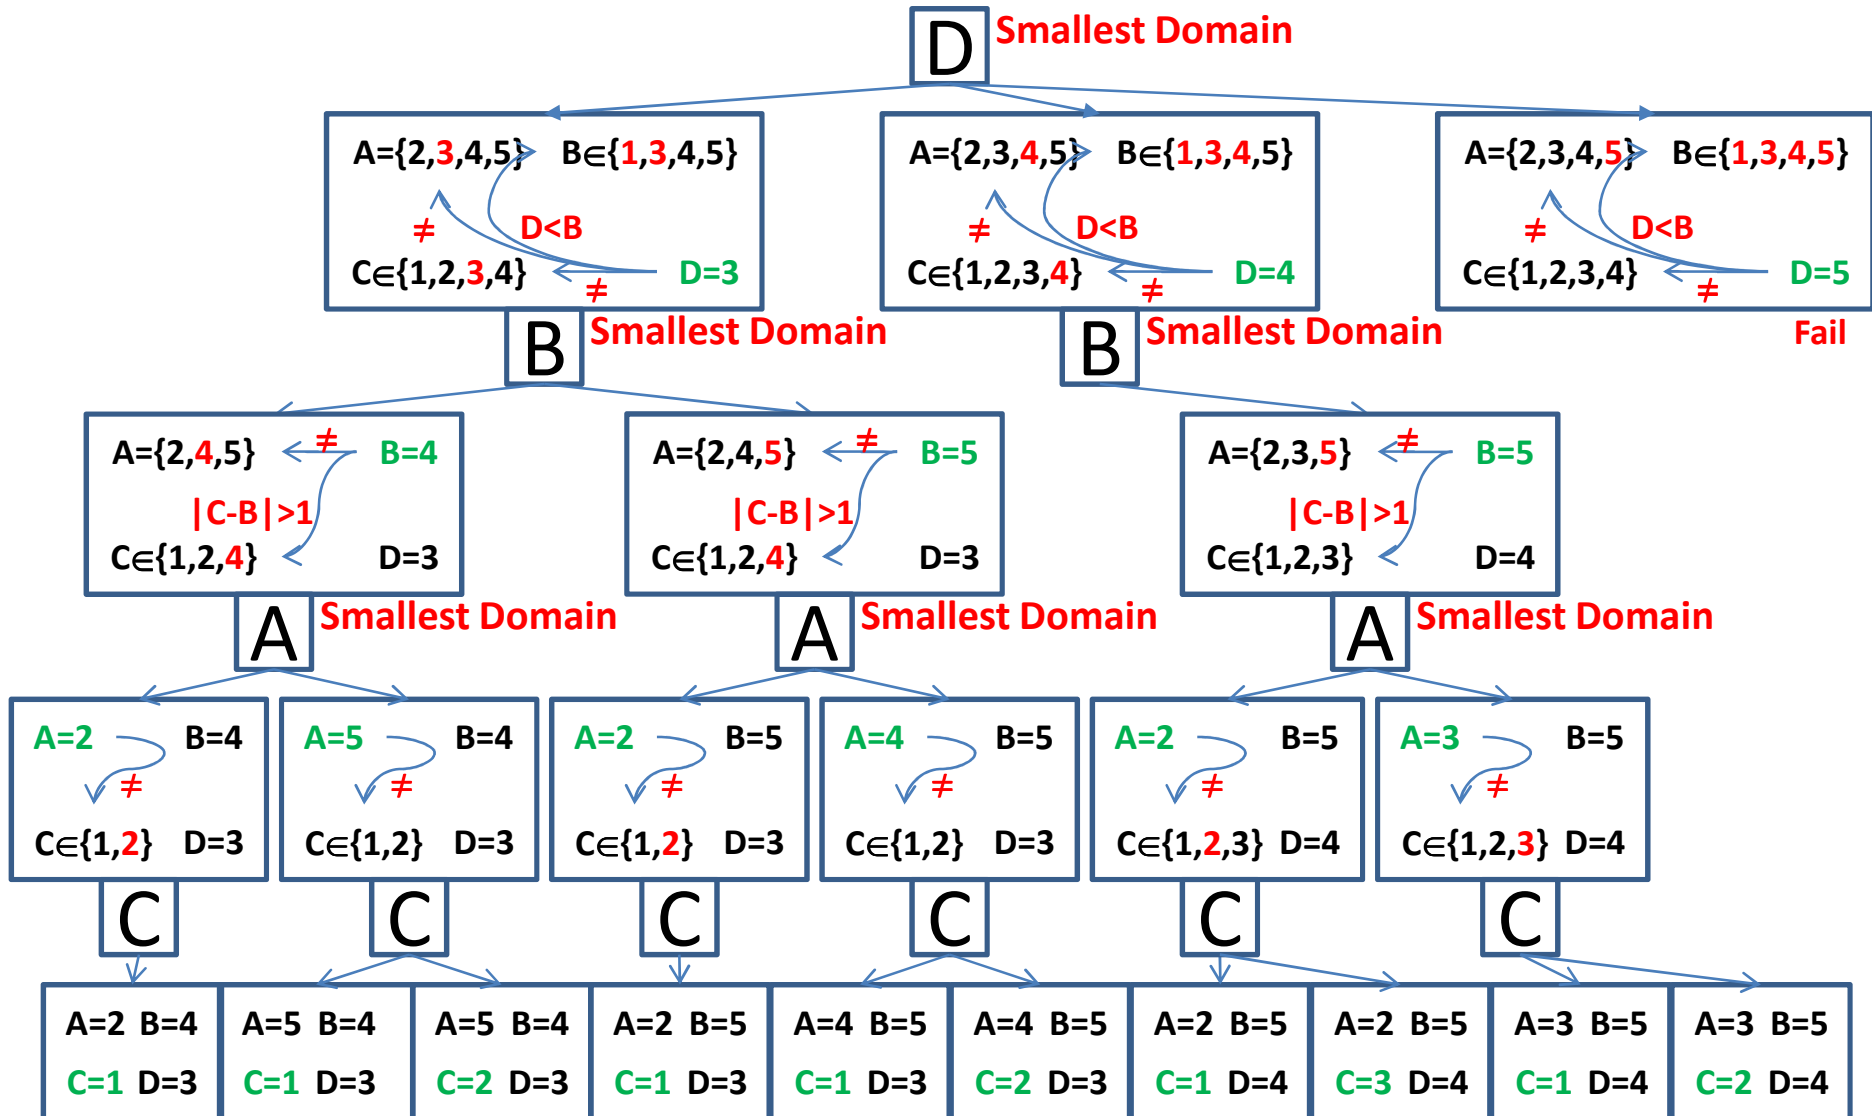 D Smallest Domain
A={2,3,4,5} B∈{1,3,4,5} A={2,3,4,5} B∈{1,3,4,5} A={2,3,4,5} B∈{1,3,4,5}
≠ D<B ≠ D<B ≠ D<B
C∈{1,2,3,4} ≠ D=3 C∈{1,2,3,4} ≠ D=4 C∈{1,2,3,4} ≠ D=5
B Smallest Domain B Smallest Domain Fail
A={2,4,5} ≠ B=4 A={2,4,5} ≠ B=5 A={2,3,5} ≠ B=5
|C-B|>1 |C-B|>1 |C-B|>1
C∈{1,2,4} D=3 C∈{1,2,4} D=3 C∈{1,2,3} D=4
A Smallest Domain A Smallest Domain A Smallest Domain
A=2 B=4 A=5 B=4 A=2 B=5 A=4 B=5 A=2 B=5 A=3 B=5
≠ ≠ ≠ ≠ ≠ ≠
C∈{1,2} D=3 C∈{1,2} D=3 C∈{1,2} D=3 C∈{1,2} D=3 C∈{1,2,3} D=4 C∈{1,2,3} D=4
C C C C C C
A=2 B=4 A=5 B=4 A=5 B=4 A=2 B=5 A=4 B=5 A=4 B=5 A=2 B=5 A=2 B=5 A=3 B=5 A=3 B=5
C=1 D=3 C=1 D=3 C=2 D=3 C=1 D=3 C=1 D=3 C=2 D=3 C=1 D=4 C=3 D=4 C=1 D=4 C=2 D=4